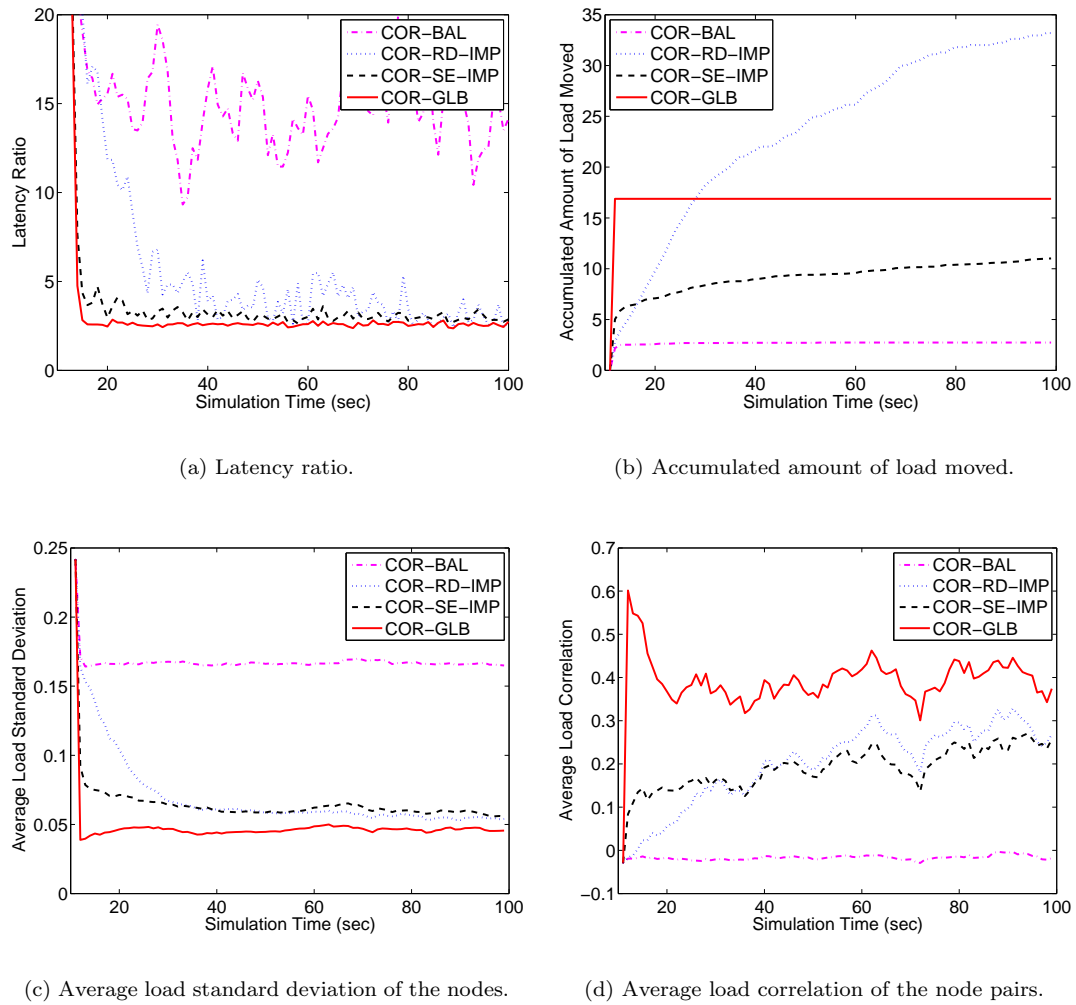 20
15
10
5
0
20 40 60 80 100
Latency Ratio
Simulation Time (sec)
COR−BAL
COR−RD−IMP
COR−SE−IMP
COR−GLB
(a) Latency ratio.
35
30
25
20
15
10
5
0
20 40 60 80 100
Accumulated Amount of Load Moved
Simulation Time (sec)
COR−BAL
COR−RD−IMP
COR−SE−IMP
COR−GLB
(b) Accumulated amount of load moved.
0.25
0.20
0.15
0.10
0.05
0
20 40 60 80 100
Average Load Standard Deviation
Simulation Time (sec)
COR−BAL
COR−RD−IMP
COR−SE−IMP
COR−GLB
(c) Average load standard deviation of the nodes.
0.7
0.6
0.5
0.4
0.3
0.2
0.1
0
−0.1
20 40 60 80 100
Average Load Correlation
Simulation Time (sec)
COR−BAL
COR−RD−IMP
COR−SE−IMP
COR−GLB
(d) Average load correlation of the node pairs.